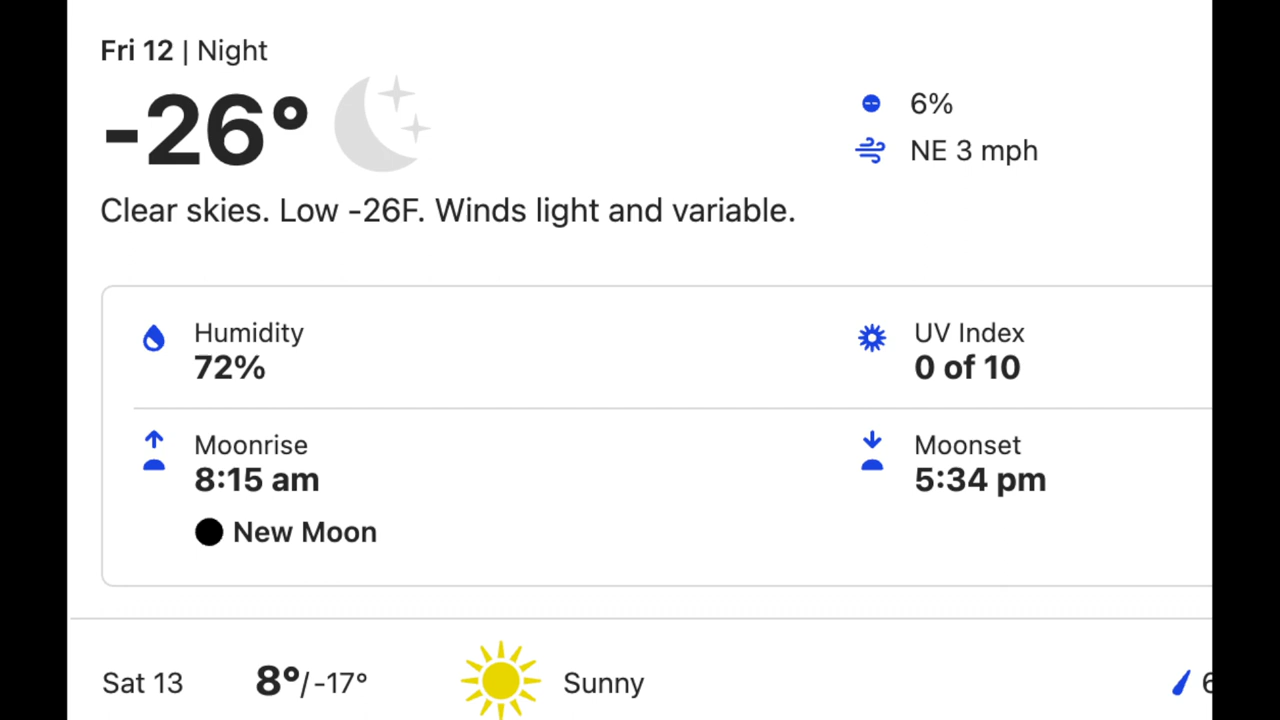 Fri 12 | Night
-26°
6%
NE 3 mph
Clear skies. Low -26F. Winds light and variable.
Humidity
72%
UV Index
0 of 10
Moonrise
8:15 am
Moonset
5:34 pm
New Moon
Sat 13 8°/-17° Sunny